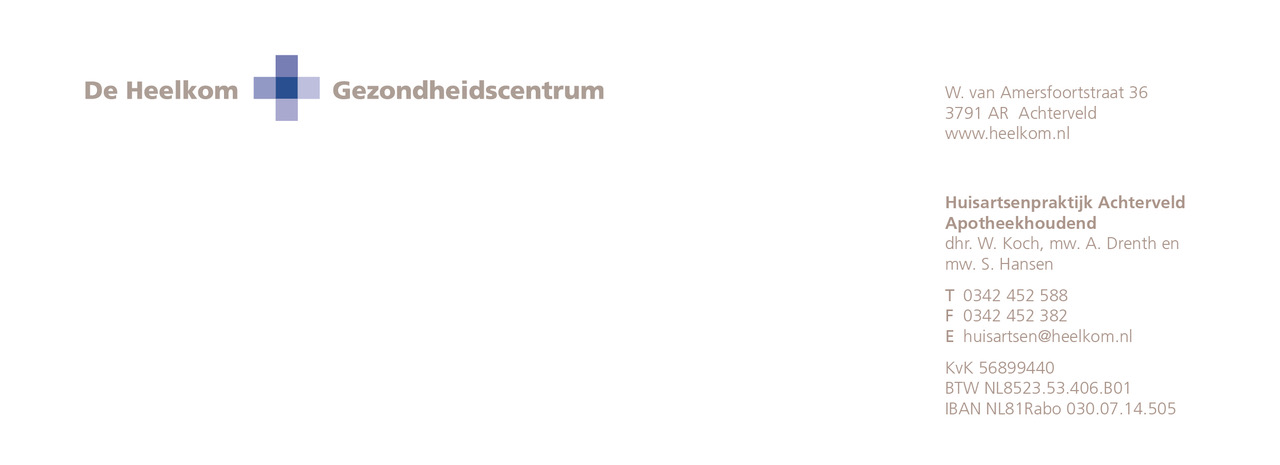 De Heelkom Gezondheidscentrum
W. van Amersfoortstraat 36
3791 AR Achterveld
www.heelkom.nl
Huisartsenpraktijk Achterveld
Apotheekhoudend
dhr. W. Koch, mw. A. Drenth en
mw. S. Hansen
T 0342 452 588
F 0342 452 382
E huisartsen@heelkom.nl
KvK 56899440
BTW NL8523.53.406.B01
IBAN NL81Rabo 030.07.14.505